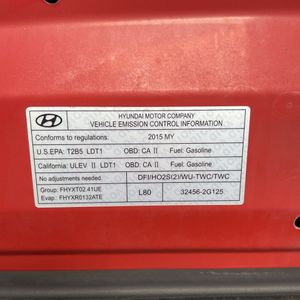 HYUNDAI MOTOR COMPANY
VEHICLE EMISSION CONTROL INFORMATION
Conforms to regulations: 2015 MY
U.S.EPA: T2B5 LDT1 OBD: CA II Fuel: Gasoline
California: ULEV II LDT1 OBD: CA II Fuel: Gasoline
No adjustments needed. DFI/HO2S(2)/WU-TWC/TWC
Group: FHYXT02.41UE L80 32456-2G125
Evap: FHYXR0132ATE